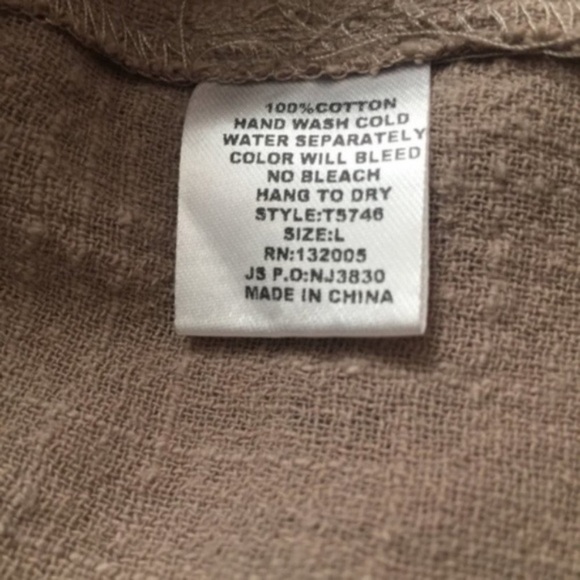 100%COTTON
HAND WASH COLD
WATER SEPARATELY
COLOR WILL BLEED
NO BLEACH
HANG TO DRY
STYLE:T5746
SIZE:L
RN:132005
JS P.O:NJ3830
MADE IN CHINA